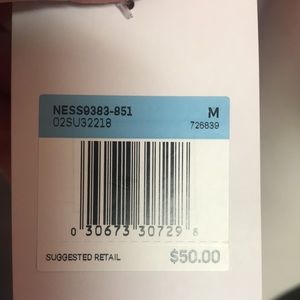 NESS9383-851 M
02SU32218 726839
0 30673 30729 8
SUGGESTED RETAIL $50.00